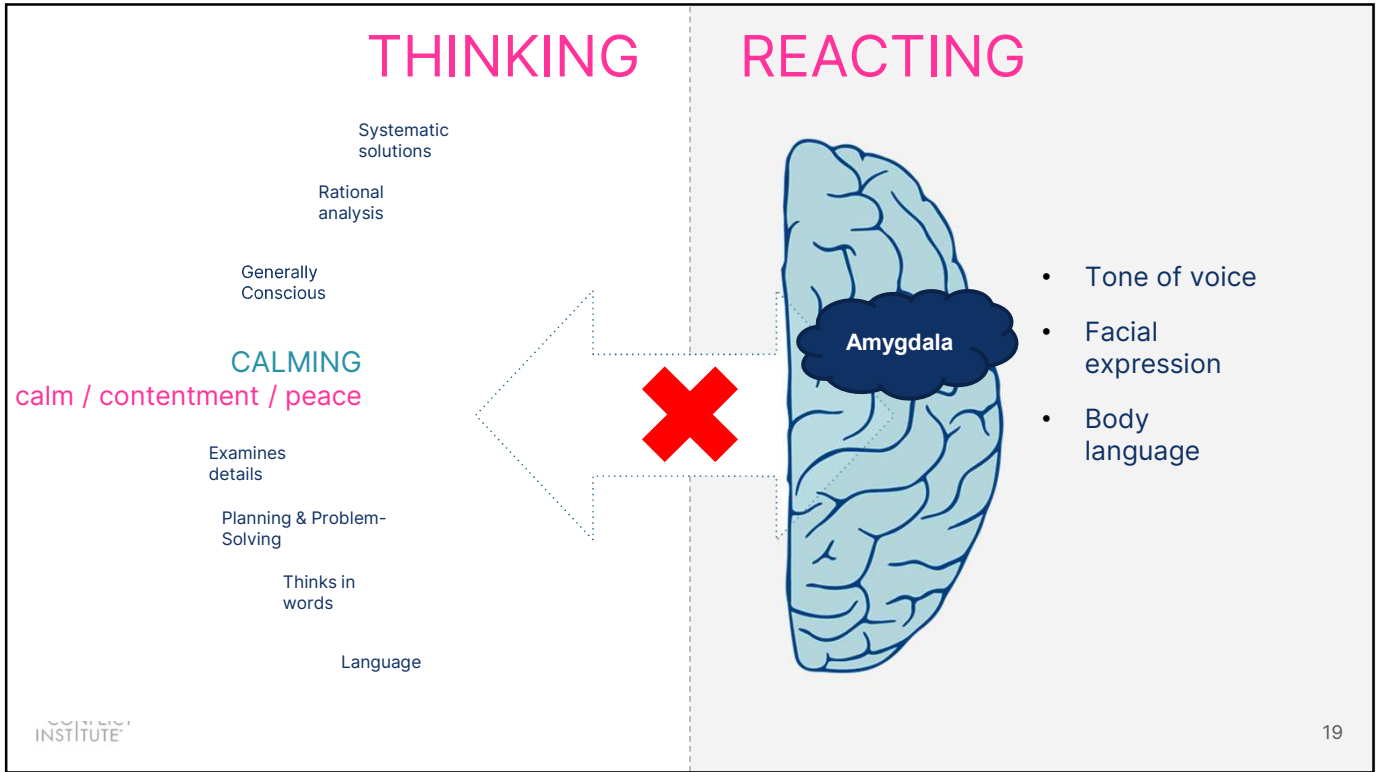 THINKING
REACTING
Systematic
solutions
Rational
analysis
Generally
Conscious
CALMING
calm / contentment / peace
Examines
details
Planning & Problem-
Solving
Thinks in
words
Language
Amygdala
• Tone of voice
• Facial
expression
• Body
language
CONFLICT
INSTITUTE®
19